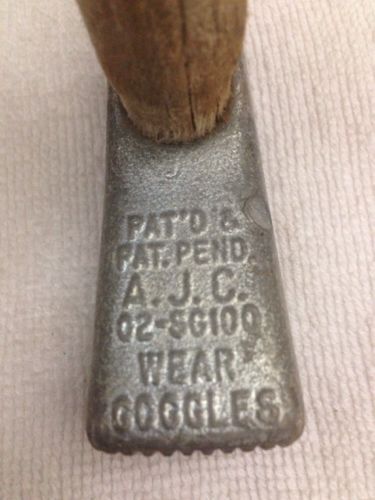 PAT'D &
PAT. PEND.
A. J. C.
02-SG100
WEAR
GOGGLES